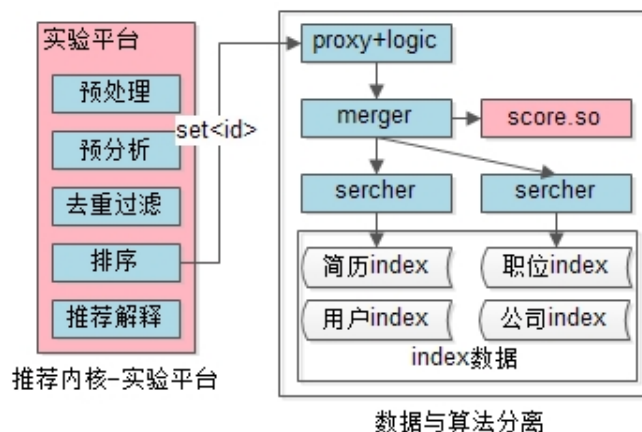 实验平台
预处理
预分析
去重过滤
排序
推荐解释
推荐内核-实验平台
set<id>
proxy+logic
merger
score.so
sercher
sercher
简历index
职位index
用户index
公司index
index数据
数据与算法分离